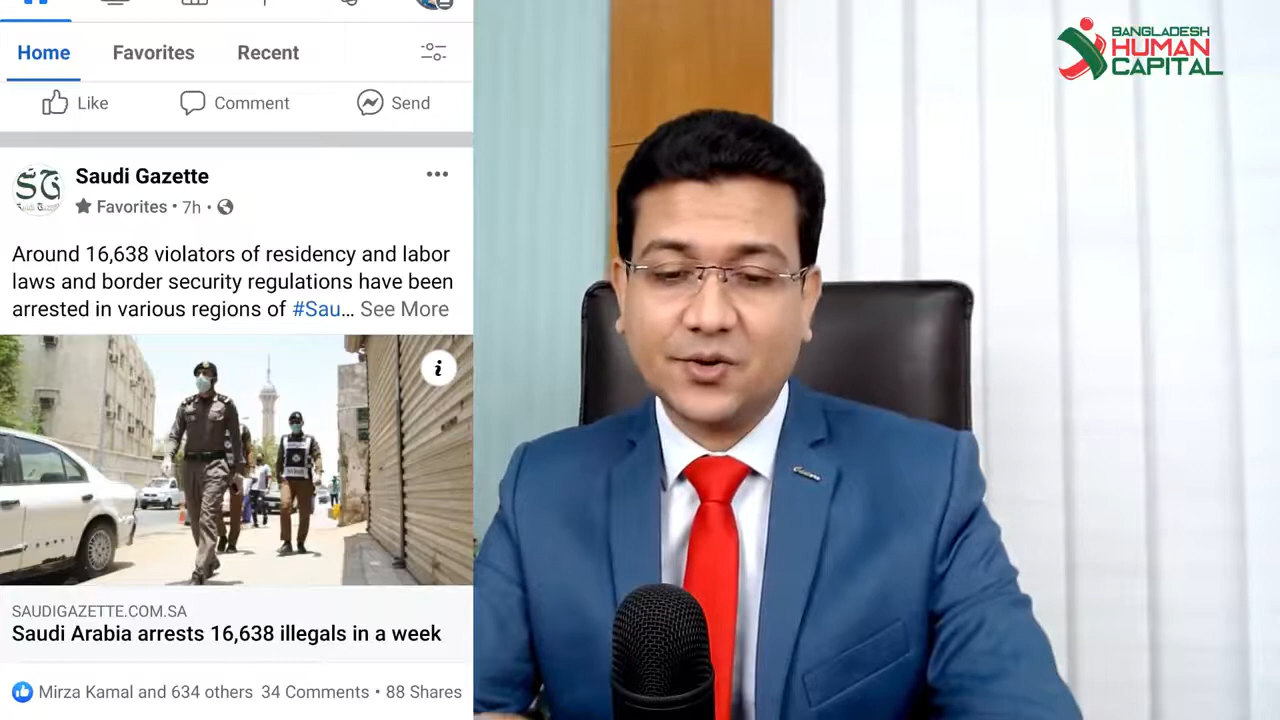 Home Favorites Recent
Like Comment Send
Saudi Gazette
Favorites • 7h •
Around 16,638 violators of residency and labor
laws and border security regulations have been
arrested in various regions of #Sau... See More
SAUDIGAZETTE.COM.SA
Saudi Arabia arrests 16,638 illegals in a week
Mirza Kamal and 634 others 34 Comments • 88 Shares
BANGLADESH
HUMAN
CAPITAL